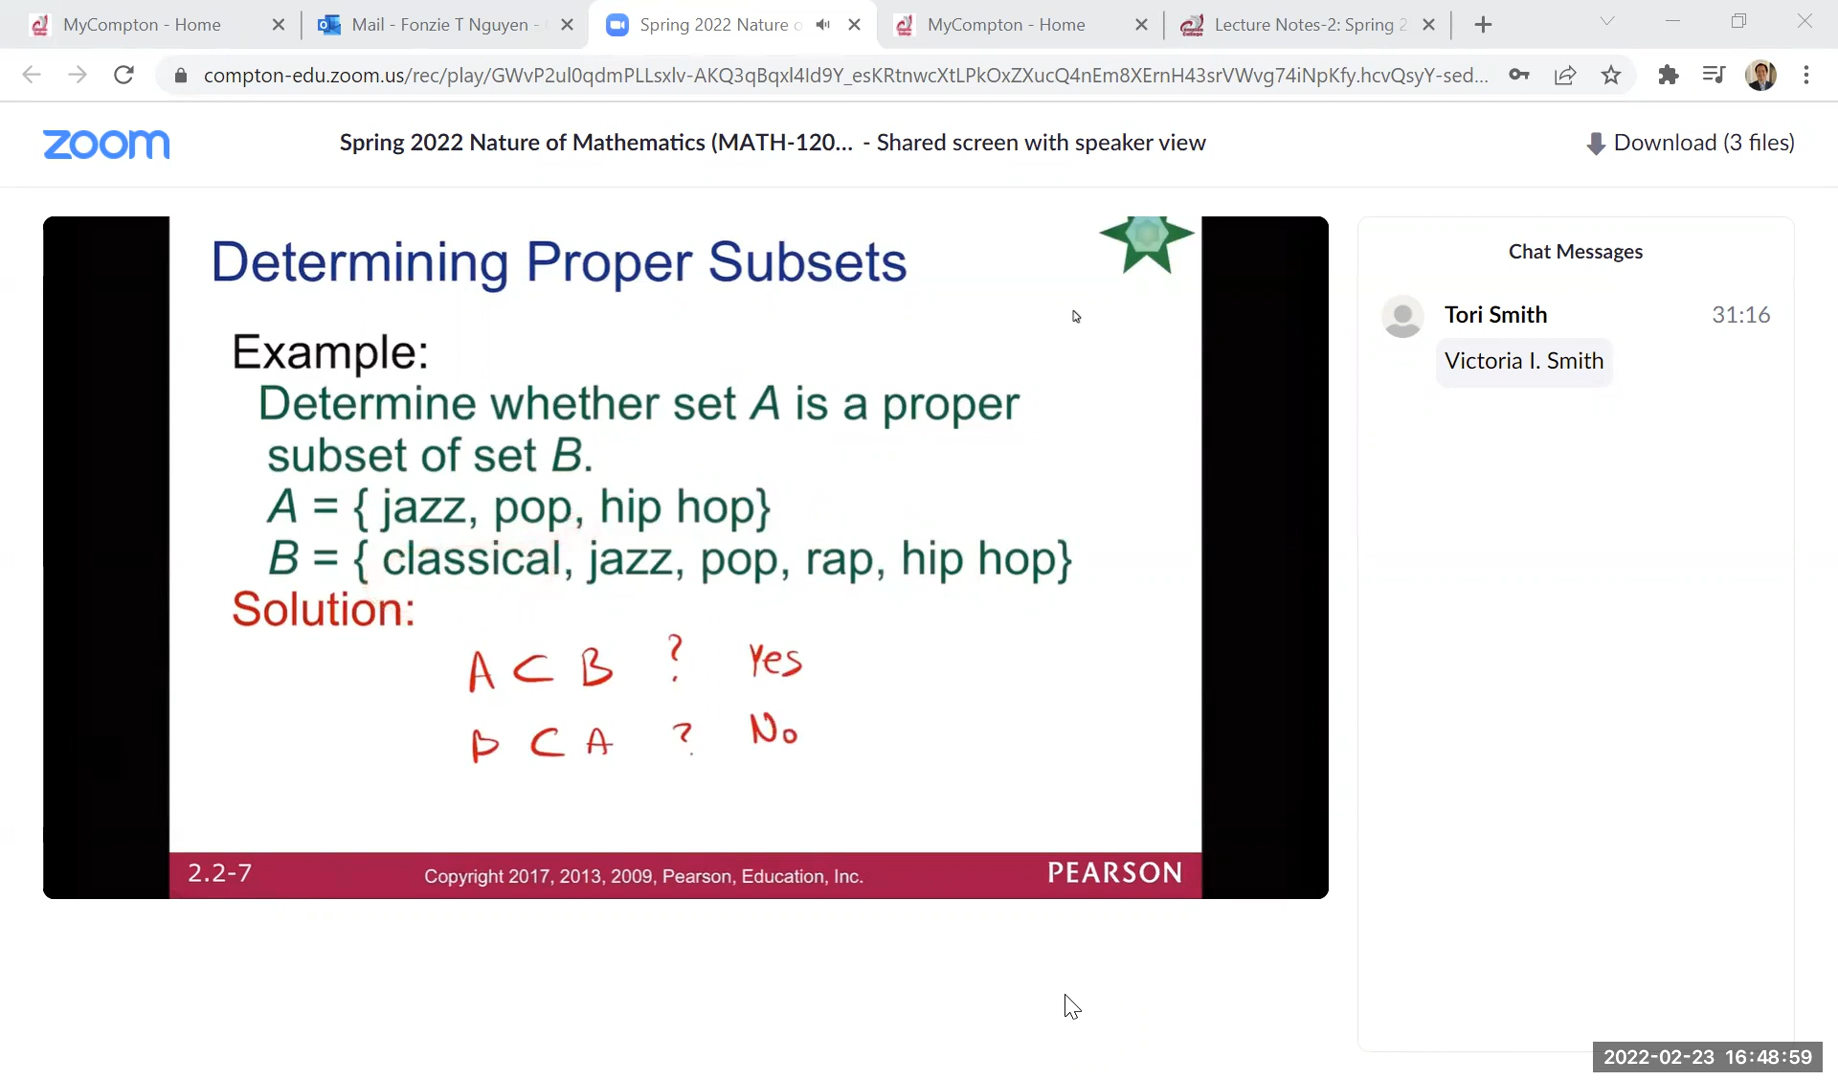 MyCompton - Home
Mail - Fonzie T Nguyen -
Spring 2022 Nature o
MyCompton - Home
Lecture Notes-2: Spring 2
compton-edu.zoom.us/rec/play/GWvP2ul0qdmPLLsxlv-AKQ3qBqxl4Id9Y_esKRtnwcXtLPkOxZXucQ4nEm8XErnH43srVWvg74iNpKfy.hcvQsyY-sed...
zoom
Spring 2022 Nature of Mathematics (MATH-120... - Shared screen with speaker view
Download (3 files)
Determining Proper Subsets
Example:
Determine whether set A is a proper
subset of set B.
A = { jazz, pop, hip hop}
B = { classical, jazz, pop, rap, hip hop}
Solution:
A ⊂ B ? Yes
B ⊂ A ? No
2.2-7
Copyright 2017, 2013, 2009, Pearson, Education, Inc.
PEARSON
Chat Messages
Tori Smith 31:16
Victoria I. Smith
2022-02-23 16:48:59